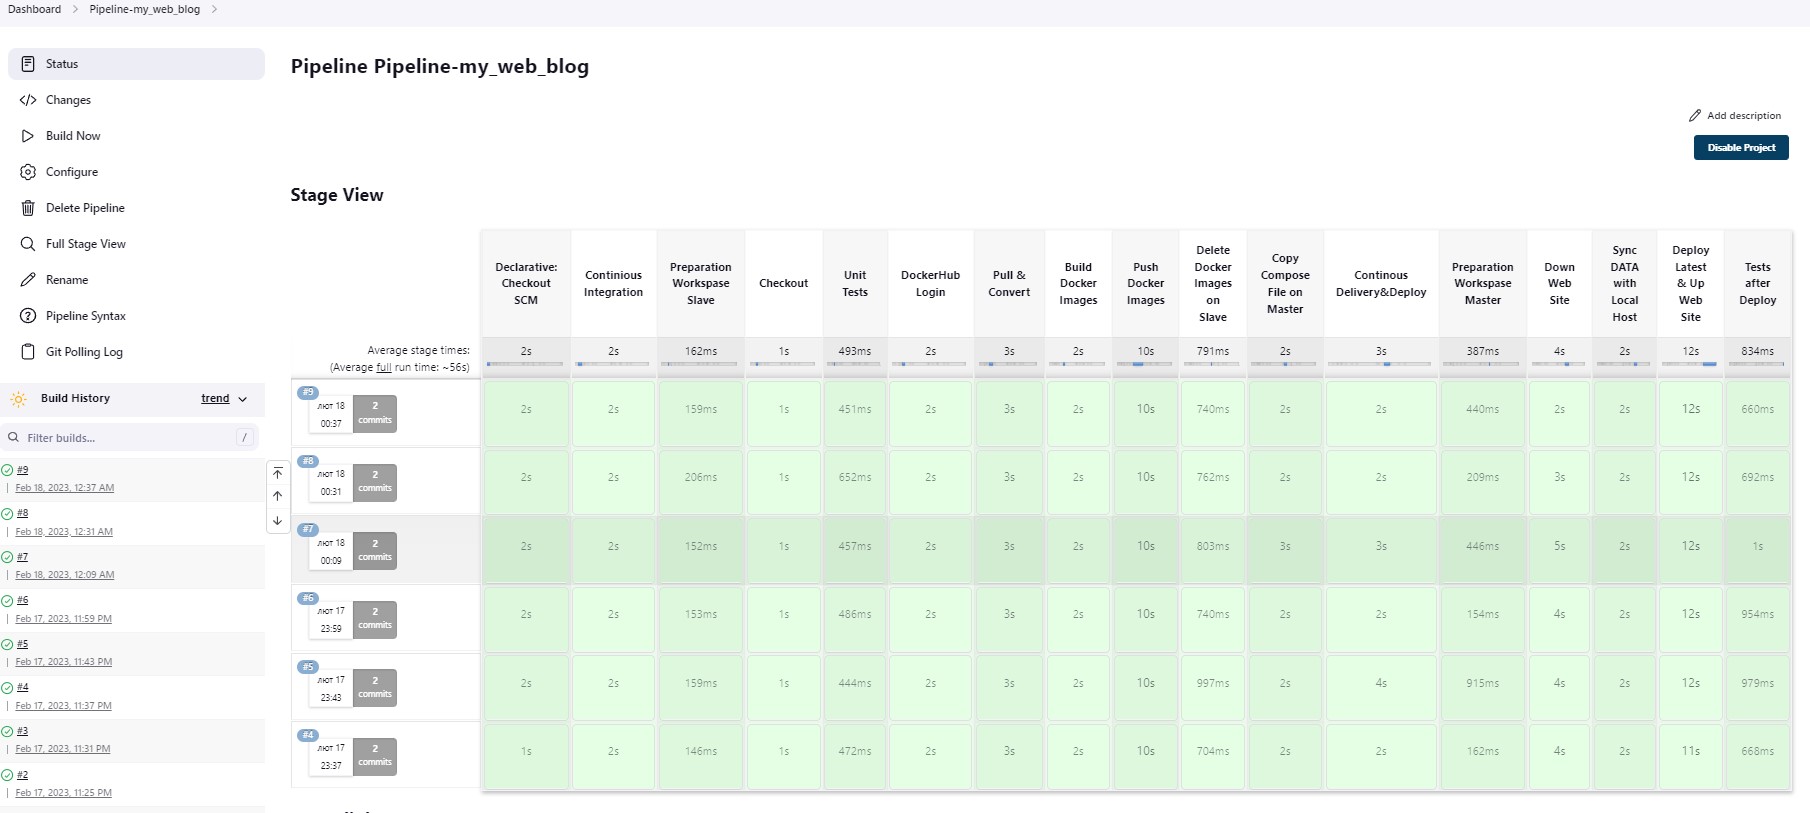 Dashboard > Pipeline-my_web_blog >
Status
Changes
Build Now
Configure
Delete Pipeline
Full Stage View
Rename
Pipeline Syntax
Git Polling Log
Build History trend
Filter builds... /
#9
Feb 18, 2023, 12:37 AM
#8
Feb 18, 2023, 12:31 AM
#7
Feb 18, 2023, 12:09 AM
#6
Feb 17, 2023, 11:59 PM
#5
Feb 17, 2023, 11:43 PM
#4
Feb 17, 2023, 11:37 PM
#3
Feb 17, 2023, 11:31 PM
#2
Feb 17, 2023, 11:25 PM
Pipeline Pipeline-my_web_blog
Add description
Disable Project
Stage View
Declarative:
Checkout
SCM
Continious
Integration
Preparation
Workspase
Slave
Checkout
Unit
Tests
DockerHub
Login
Pull &
Convert
Build
Docker
Images
Push
Docker
Images
Delete
Docker
Images
on
Slave
Copy
Compose
File on
Master
Continous
Delivery&Deploy
Preparation
Workspase
Master
Down
Web
Site
Sync
DATA
with
Local
Host
Deploy
Latest
& Up
Web
Site
Tests
after
Deploy
Average stage times:
(Average full run time: ~56s)
2s 2s 162ms 1s 493ms 2s 3s 2s 10s 791ms 2s 3s 387ms 4s 2s 12s 834ms
#9
лют 18
00:37
2
commits
2s 2s 159ms 1s 451ms 2s 3s 2s 10s 740ms 2s 2s 440ms 2s 2s 12s 660ms
#8
лют 18
00:31
2
commits
2s 2s 206ms 1s 652ms 2s 3s 2s 10s 762ms 2s 2s 209ms 3s 2s 12s 692ms
#7
лют 18
00:09
2
commits
2s 2s 152ms 1s 457ms 2s 3s 2s 10s 803ms 3s 3s 446ms 5s 2s 12s 1s
#6
лют 17
23:59
2
commits
2s 2s 153ms 1s 486ms 2s 3s 2s 10s 740ms 2s 2s 154ms 4s 2s 12s 954ms
#5
лют 17
23:43
2
commits
2s 2s 159ms 1s 444ms 2s 3s 2s 10s 997ms 2s 4s 915ms 4s 2s 12s 979ms
#4
лют 17
23:37
2
commits
1s 2s 146ms 1s 472ms 2s 3s 2s 10s 704ms 2s 2s 162ms 4s 2s 11s 668ms